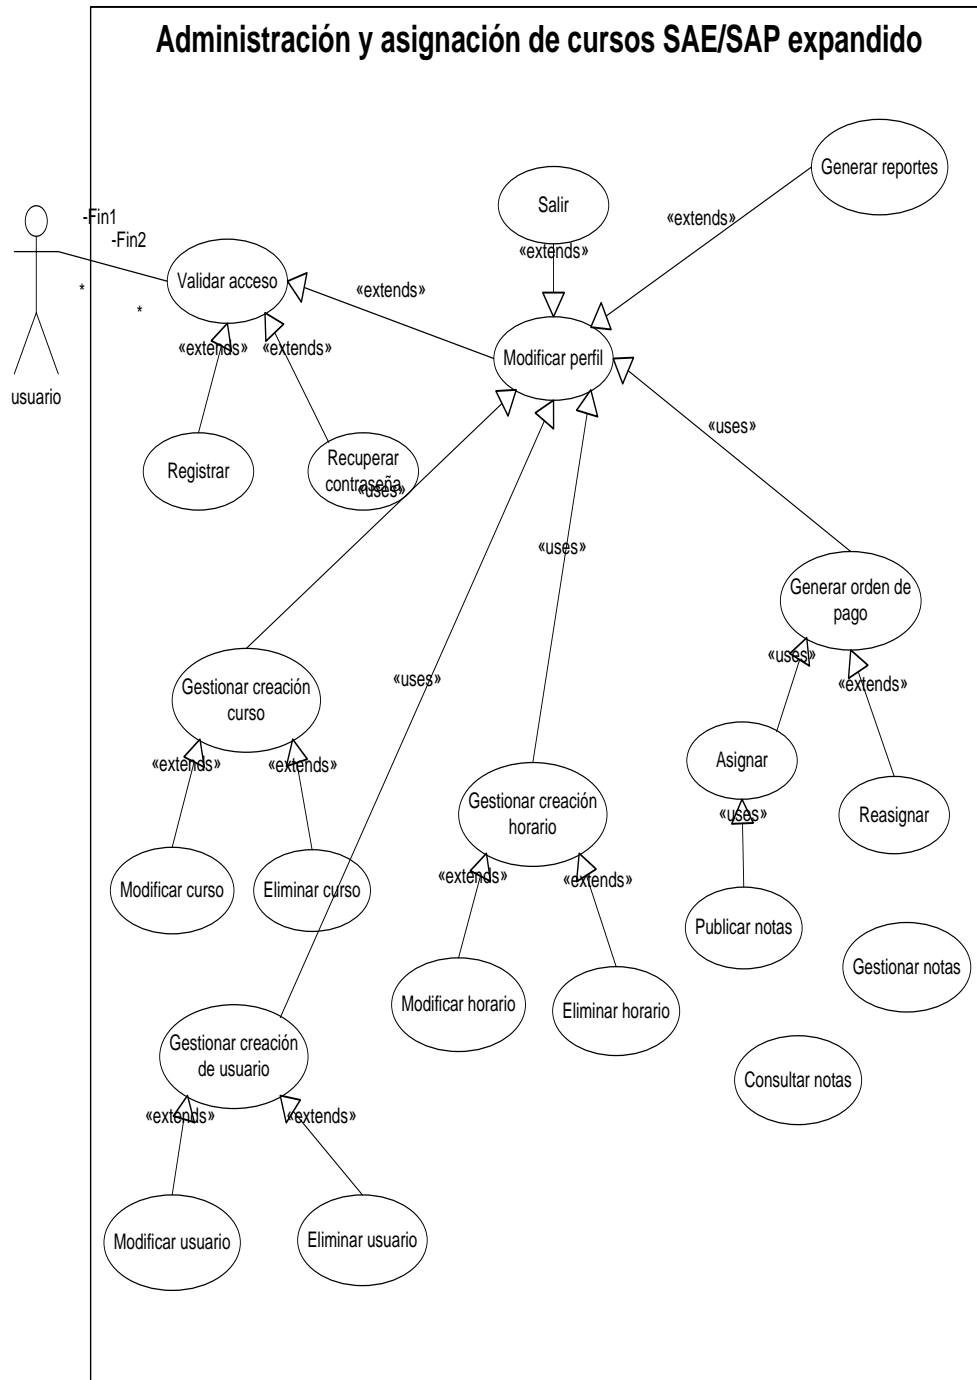 Administración y asignación de cursos SAE/SAP expandido
Generar reportes
Salir
«extends»
«extends»
-Fin1
-Fin2
Validar acceso
*
*
«extends»
Modificar perfil
«extends»
«extends»
usuario
«uses»
Registrar
Recuperar
contraseña
«uses»
«uses»
Generar orden de
pago
«uses»
«extends»
«uses»
Gestionar creación
curso
Asignar
«extends»
«extends»
Gestionar creación
horario
«uses»
Reasignar
«extends»
«extends»
Modificar curso
Eliminar curso
Publicar notas
Gestionar notas
Modificar horario
Eliminar horario
Gestionar creación
de usuario
Consultar notas
«extends»
«extends»
Modificar usuario
Eliminar usuario